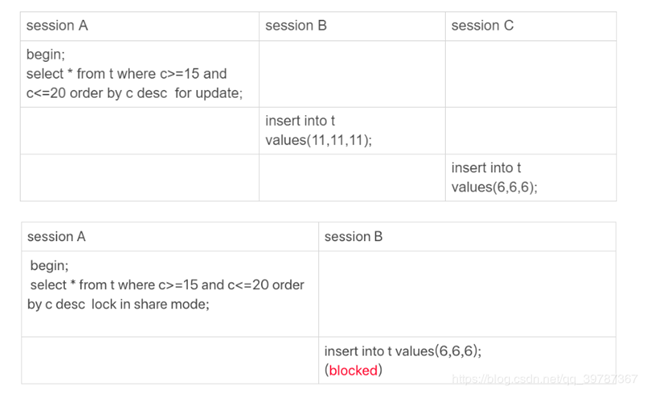 session A session B session C
begin;
select * from t where c>=15 and
c<=20 order by c desc for update;
insert into t
values(11,11,11);
insert into t
values(6,6,6);
session A session B
begin;
select * from t where c>=15 and c<=20 order
by c desc lock in share mode;
insert into t values(6,6,6);
(blocked)
https://blog.csdn.net/qq_39787367